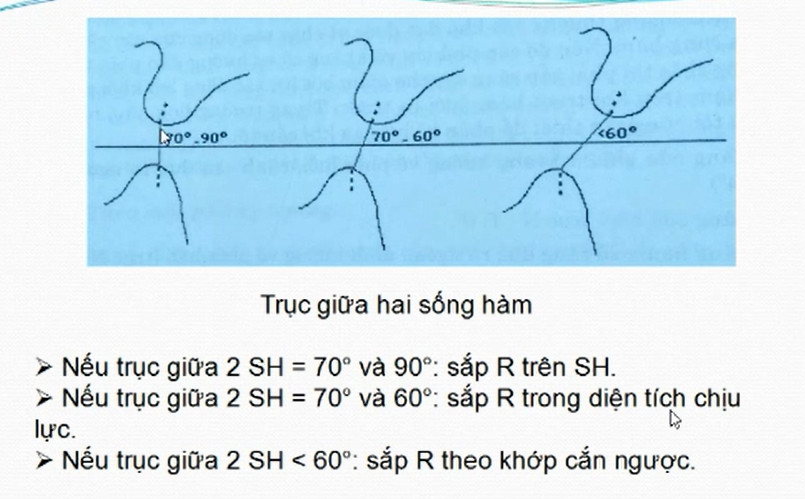 70°-90°
70°-60°
<60°
Trục giữa hai sống hàm
➢ Nếu trục giữa 2 SH = 70° và 90°: sắp R trên SH.
➢ Nếu trục giữa 2 SH = 70° và 60°: sắp R trong diện tích chịu
lực.
➢ Nếu trục giữa 2 SH < 60°: sắp R theo khớp cắn ngược.